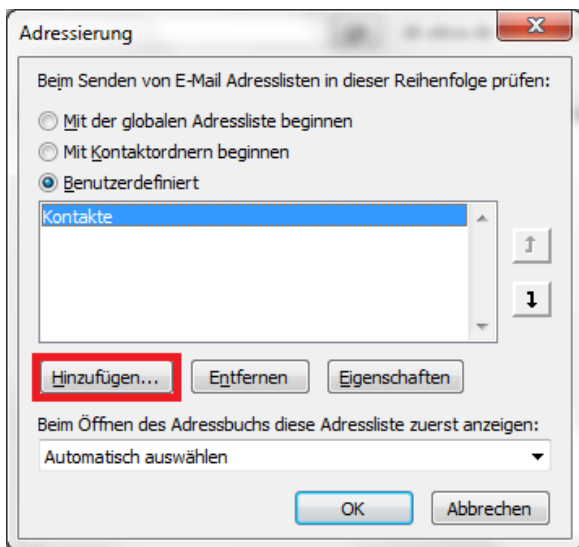 Adressierung
Beim Senden von E-Mail Adresslisten in dieser Reihenfolge prüfen:
Mit der globalen Adressliste beginnen
Mit Kontaktordnern beginnen
Benutzerdefiniert
Kontakte
Hinzufügen... Entfernen Eigenschaften
Beim Öffnen des Adressbuchs diese Adressliste zuerst anzeigen:
Automatisch auswählen
OK Abbrechen